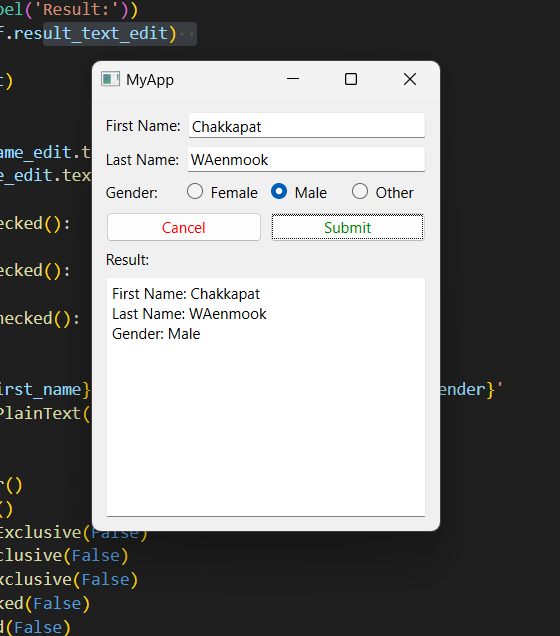 bel('Result:'))
f.result_text_edit)
MyApp
t)
First Name: Chakkapat
ame_edit.t
Last Name: WAenmook
e_edit.text
Gender: Female Male Other
ecked():
Cancel Submit
Result:
ecked():
First Name: Chakkapat
Last Name: WAenmook
hecked():
Gender: Male
irst_name} ender}'
PlainText(
r()
()
Exclusive(False)
clusive(False)
xclusive(False)
ked(False)
d(False)